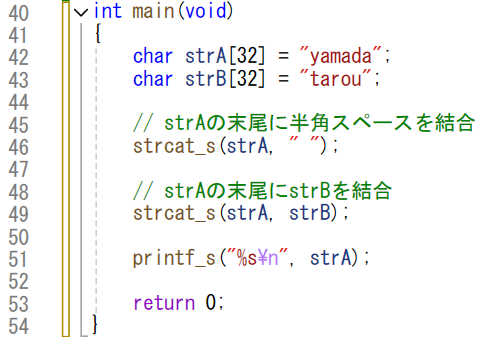 40 int main(void)
41 {
42 char strA[32] = "yamada";
43 char strB[32] = "tarou";
44
45 // strAの末尾に半角スペースを結合
46 strcat_s(strA, " ");
47
48 // strAの末尾にstrBを結合
49 strcat_s(strA, strB);
50
51 printf_s("%s¥n", strA);
52
53 return 0;
54 }